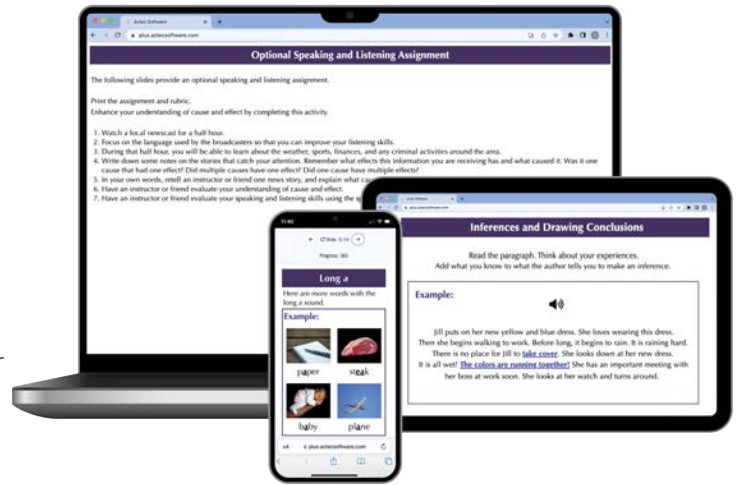 Aztec Software
plus.aztecsoftware.com
Optional Speaking and Listening Assignment
The following slides provide an optional speaking and listening assignment.
Print the assignment and rubric.
Enhance your understanding of cause and effect by completing this activity.
1. Watch a local newscast for a half hour.
2. Focus on the language used by the broadcasters so that you can improve your listening skills.
3. During that half hour, you will be able to learn about the weather, sports, finances, and any criminal activities around the area.
4. Write down some notes on the stories that catch your attention. Remember what effects this information you are receiving has and what caused it. Was it one
cause that had one effect? Did multiple causes have one effect? Did one cause have multiple effects?
5. In your own words, retell an instructor or friend one news story, and explain what
6. Have an instructor or friend evaluate your understanding of cause and effect.
7. Have an instructor or friend evaluate your speaking and listening skills using the
Inferences and Drawing Conclusions
Read the paragraph. Think about your experiences.
Add what you know to what the author tells you to make an inference.
Example:
Jill puts on her new yellow and blue dress. She loves wearing this dress.
Then she begins walking to work. Before long, it begins to rain. It is raining hard.
There is no place for Jill to take cover. She looks down at her new dress.
It is all wet! The colors are running together! She has an important meeting with
her boss at work soon. She looks at her watch and turns around.
Slide 5/14
Progress: 36%
Long a
Here are more words with the
long a sound.
Example:
paper steak
baby plane
plus.aztecsoftware.com
r